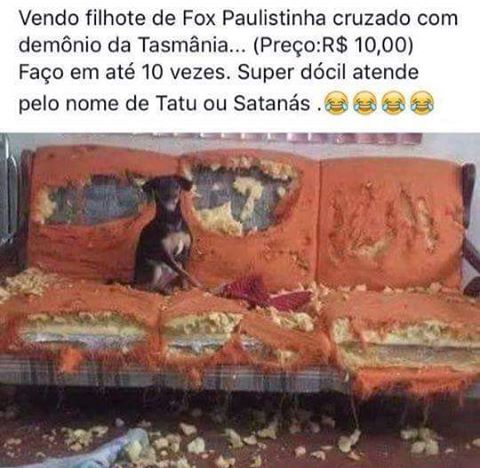 Vendo filhote de Fox Paulistinha cruzado com
demônio da Tasmânia... (Preço:R$ 10,00)
Faço em até 10 vezes. Super dócil atende
pelo nome de Tatu ou Satanás .😂😂😂😂